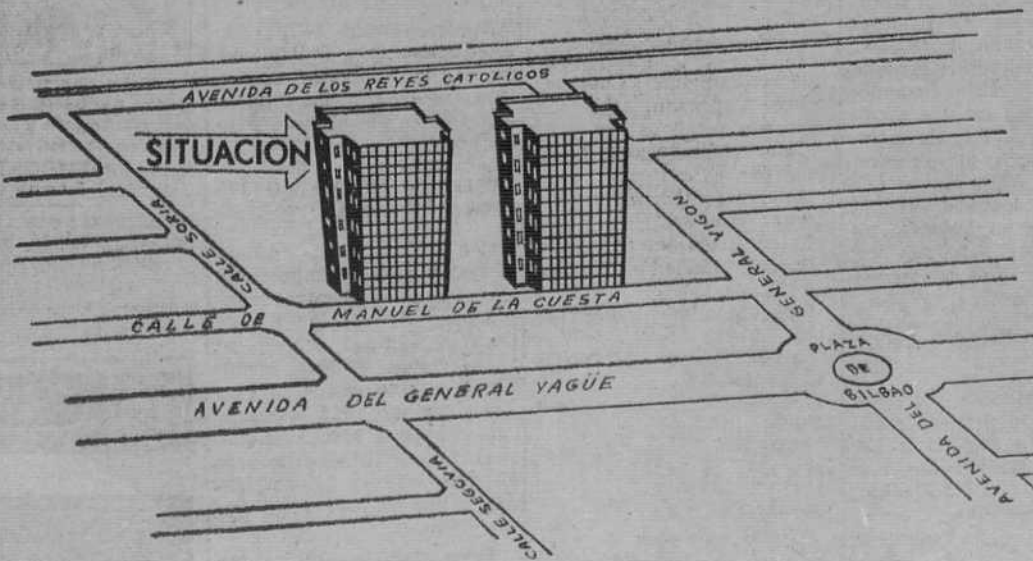 AVENIDA DE LOS REYES CATOLICOS
SITUACION
CALLE SORIA
AVENIDA DEL GENERAL VIGON
CALLE DE MANUEL DE LA CUESTA
PLAZA
DE
BILBAO
AVENIDA DEL GENERAL YAGÜE
CALLE SEGOVIA